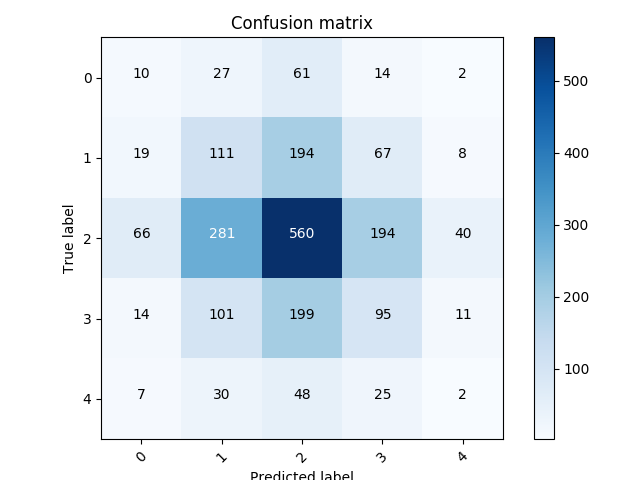 Confusion matrix
0 10 27 61 14 2
1 19 111 194 67 8
2 66 281 560 194 40
3 14 101 199 95 11
4 7 30 48 25 2
0 1 2 3 4
True label
Predicted label
500
400
300
200
100